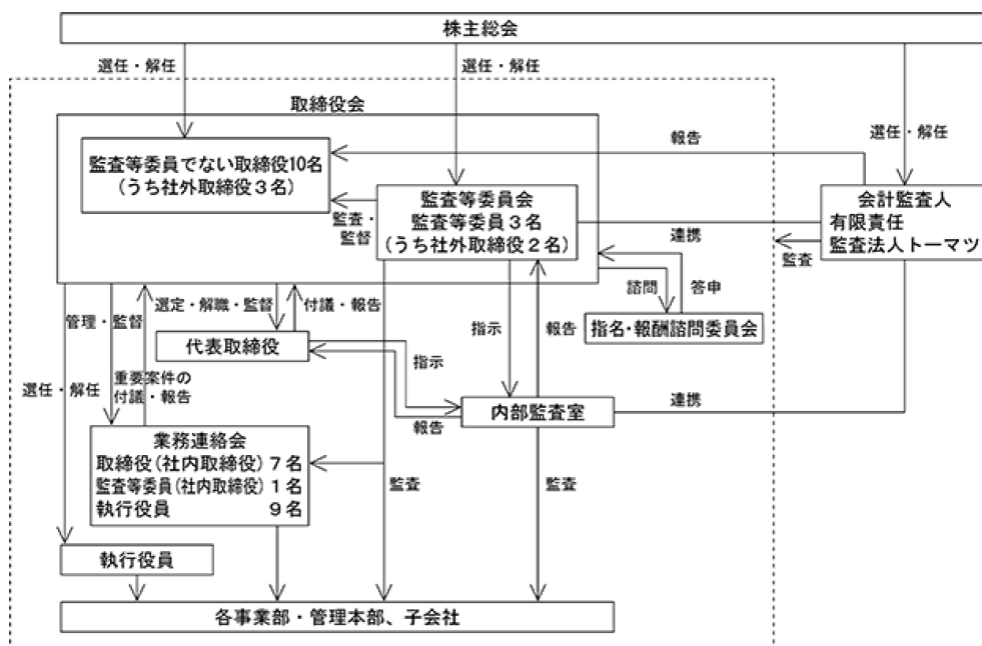 株主総会
選任・解任
選任・解任
選任・解任
取締役会
監査等委員でない取締役10名
(うち社外取締役3名)
報告
監査等委員会
監査等委員3名
(うち社外取締役2名)
監査・
監督
会計監査人
有限責任
監査法人トーマツ
連携
監査
諮問
答申
指名・報酬諮問委員会
管理・監督
選定・解職・監督
付議・報告
代表取締役
指示
指示
報告
選任・解任
重要案件の
付議・報告
報告
内部監査室
連携
業務連絡会
取締役(社内取締役)7名
監査等委員(社内取締役)1名
執行役員 9名
監査
監査
執行役員
各事業部・管理本部、子会社